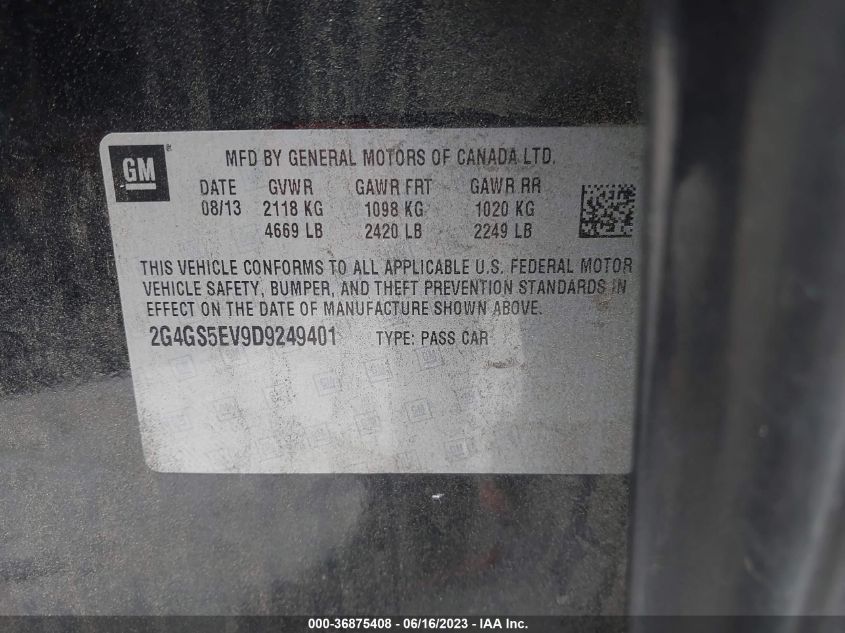 GM ®
MFD BY GENERAL MOTORS OF CANADA LTD.
DATE GVWR GAWR FRT GAWR RR
08/13 2118 KG 1098 KG 1020 KG
4669 LB 2420 LB 2249 LB
THIS VEHICLE CONFORMS TO ALL APPLICABLE U.S. FEDERAL MOTOR
VEHICLE SAFETY, BUMPER, AND THEFT PREVENTION STANDARDS IN
EFFECT ON THE DATE OF MANUFACTURE SHOWN ABOVE.
2G4GS5EV9D9249401 TYPE: PASS CAR
000-36875408 - 06/16/2023 - IAA Inc.